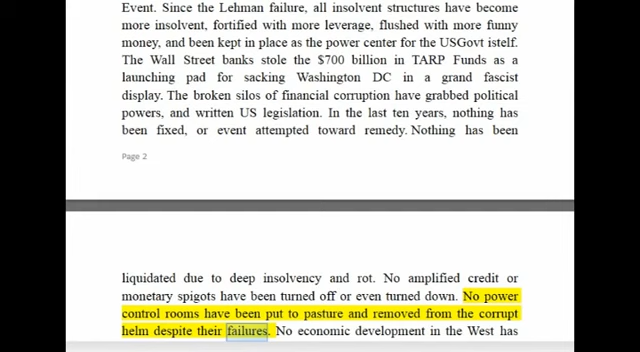 Event. Since the Lehman failure, all insolvent structures have become
more insolvent, fortified with more leverage, flushed with more funny
money, and been kept in place as the power center for the USGovt istelf.
The Wall Street banks stole the $700 billion in TARP Funds as a
launching pad for sacking Washington DC in a grand fascist
display. The broken silos of financial corruption have grabbed political
powers, and written US legislation. In the last ten years, nothing has
been fixed, or event attempted toward remedy. Nothing has been
Page 2
liquidated due to deep insolvency and rot. No amplified credit or
monetary spigots have been turned off or even turned down. No power
control rooms have been put to pasture and removed from the corrupt
helm despite their failures. No economic development in the West has